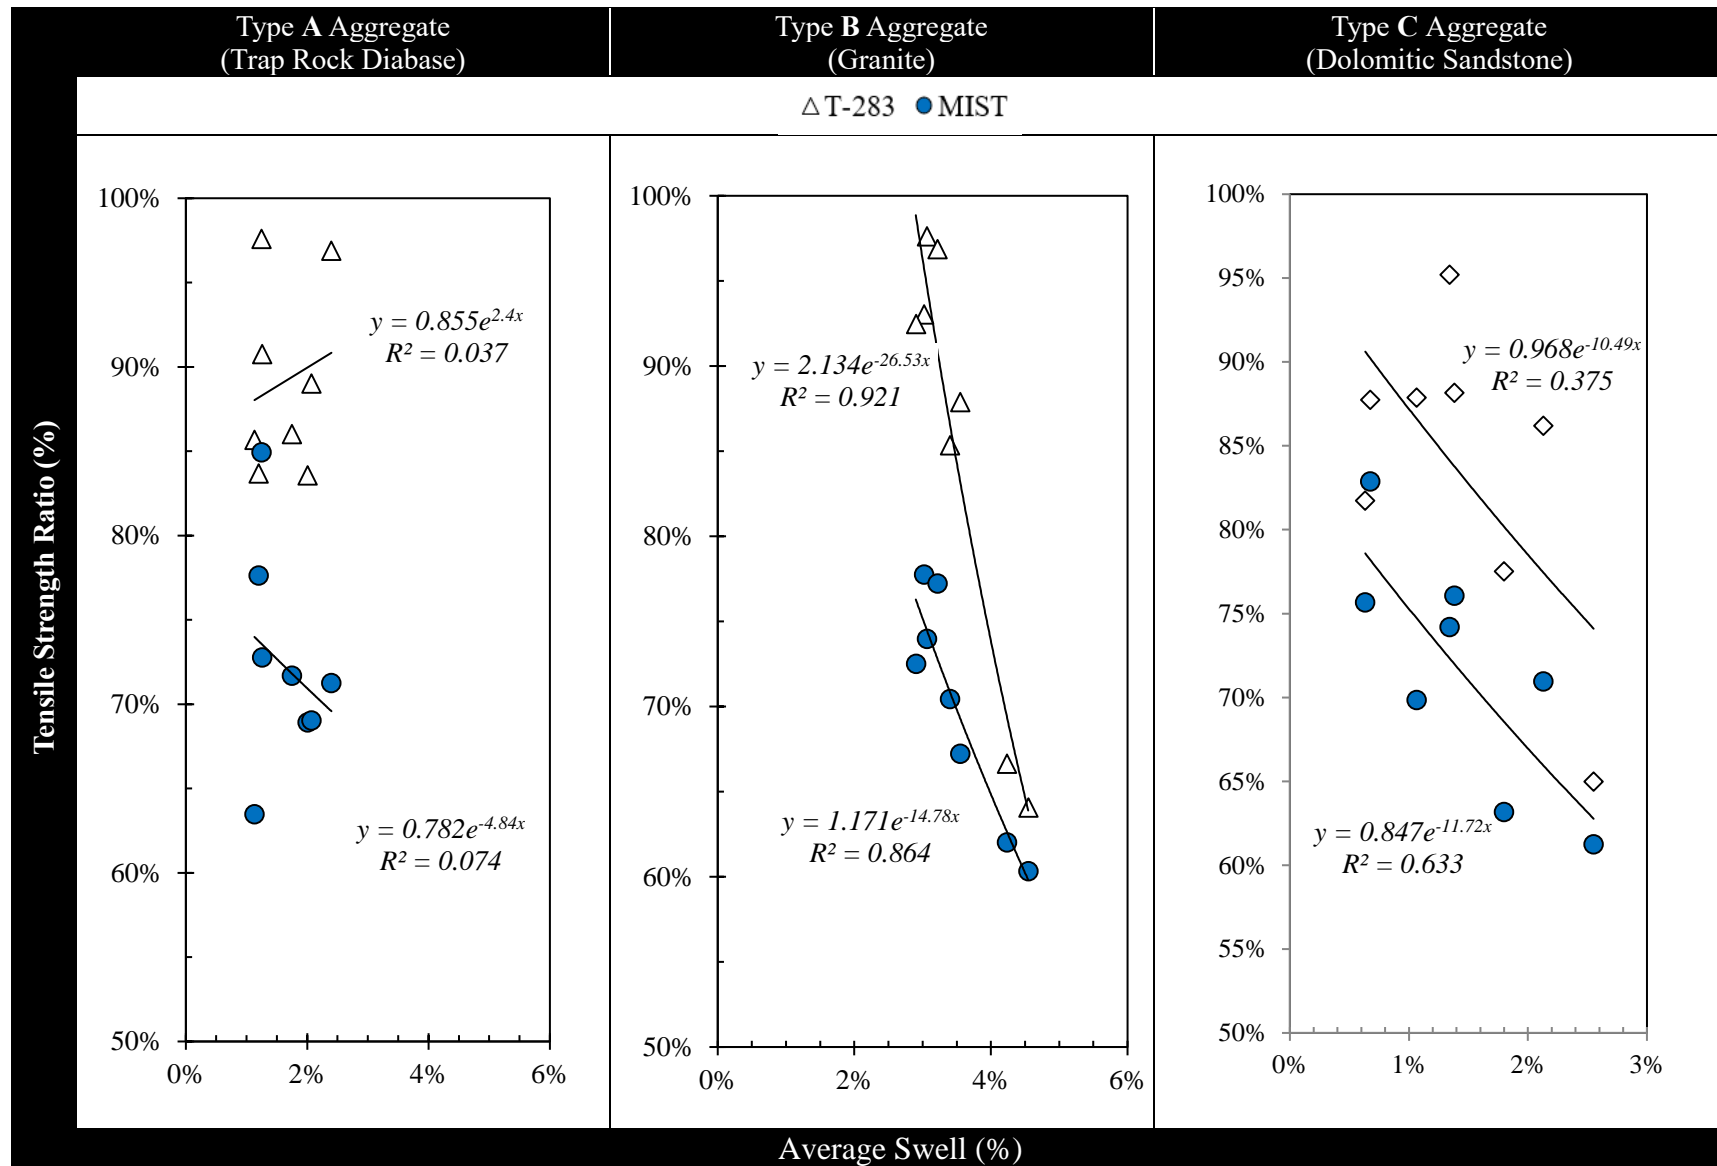 Type A Aggregate
(Trap Rock Diabase)
Type B Aggregate
(Granite)
Type C Aggregate
(Dolomitic Sandstone)
T-283 MIST
Tensile Strength Ratio (%)
100%
90%
80%
70%
60%
50%
0% 2% 4% 6%
y = 0.855e^2.4x
R² = 0.037
y = 0.782e^-4.84x
R² = 0.074
100%
90%
80%
70%
60%
50%
0% 2% 4% 6%
y = 2.134e^-26.53x
R² = 0.921
y = 1.171e^-14.78x
R² = 0.864
100%
95%
90%
85%
80%
75%
70%
65%
60%
55%
50%
0% 1% 2% 3%
y = 0.968e^-10.49x
R² = 0.375
y = 0.847e^-11.72x
R² = 0.633
Average Swell (%)